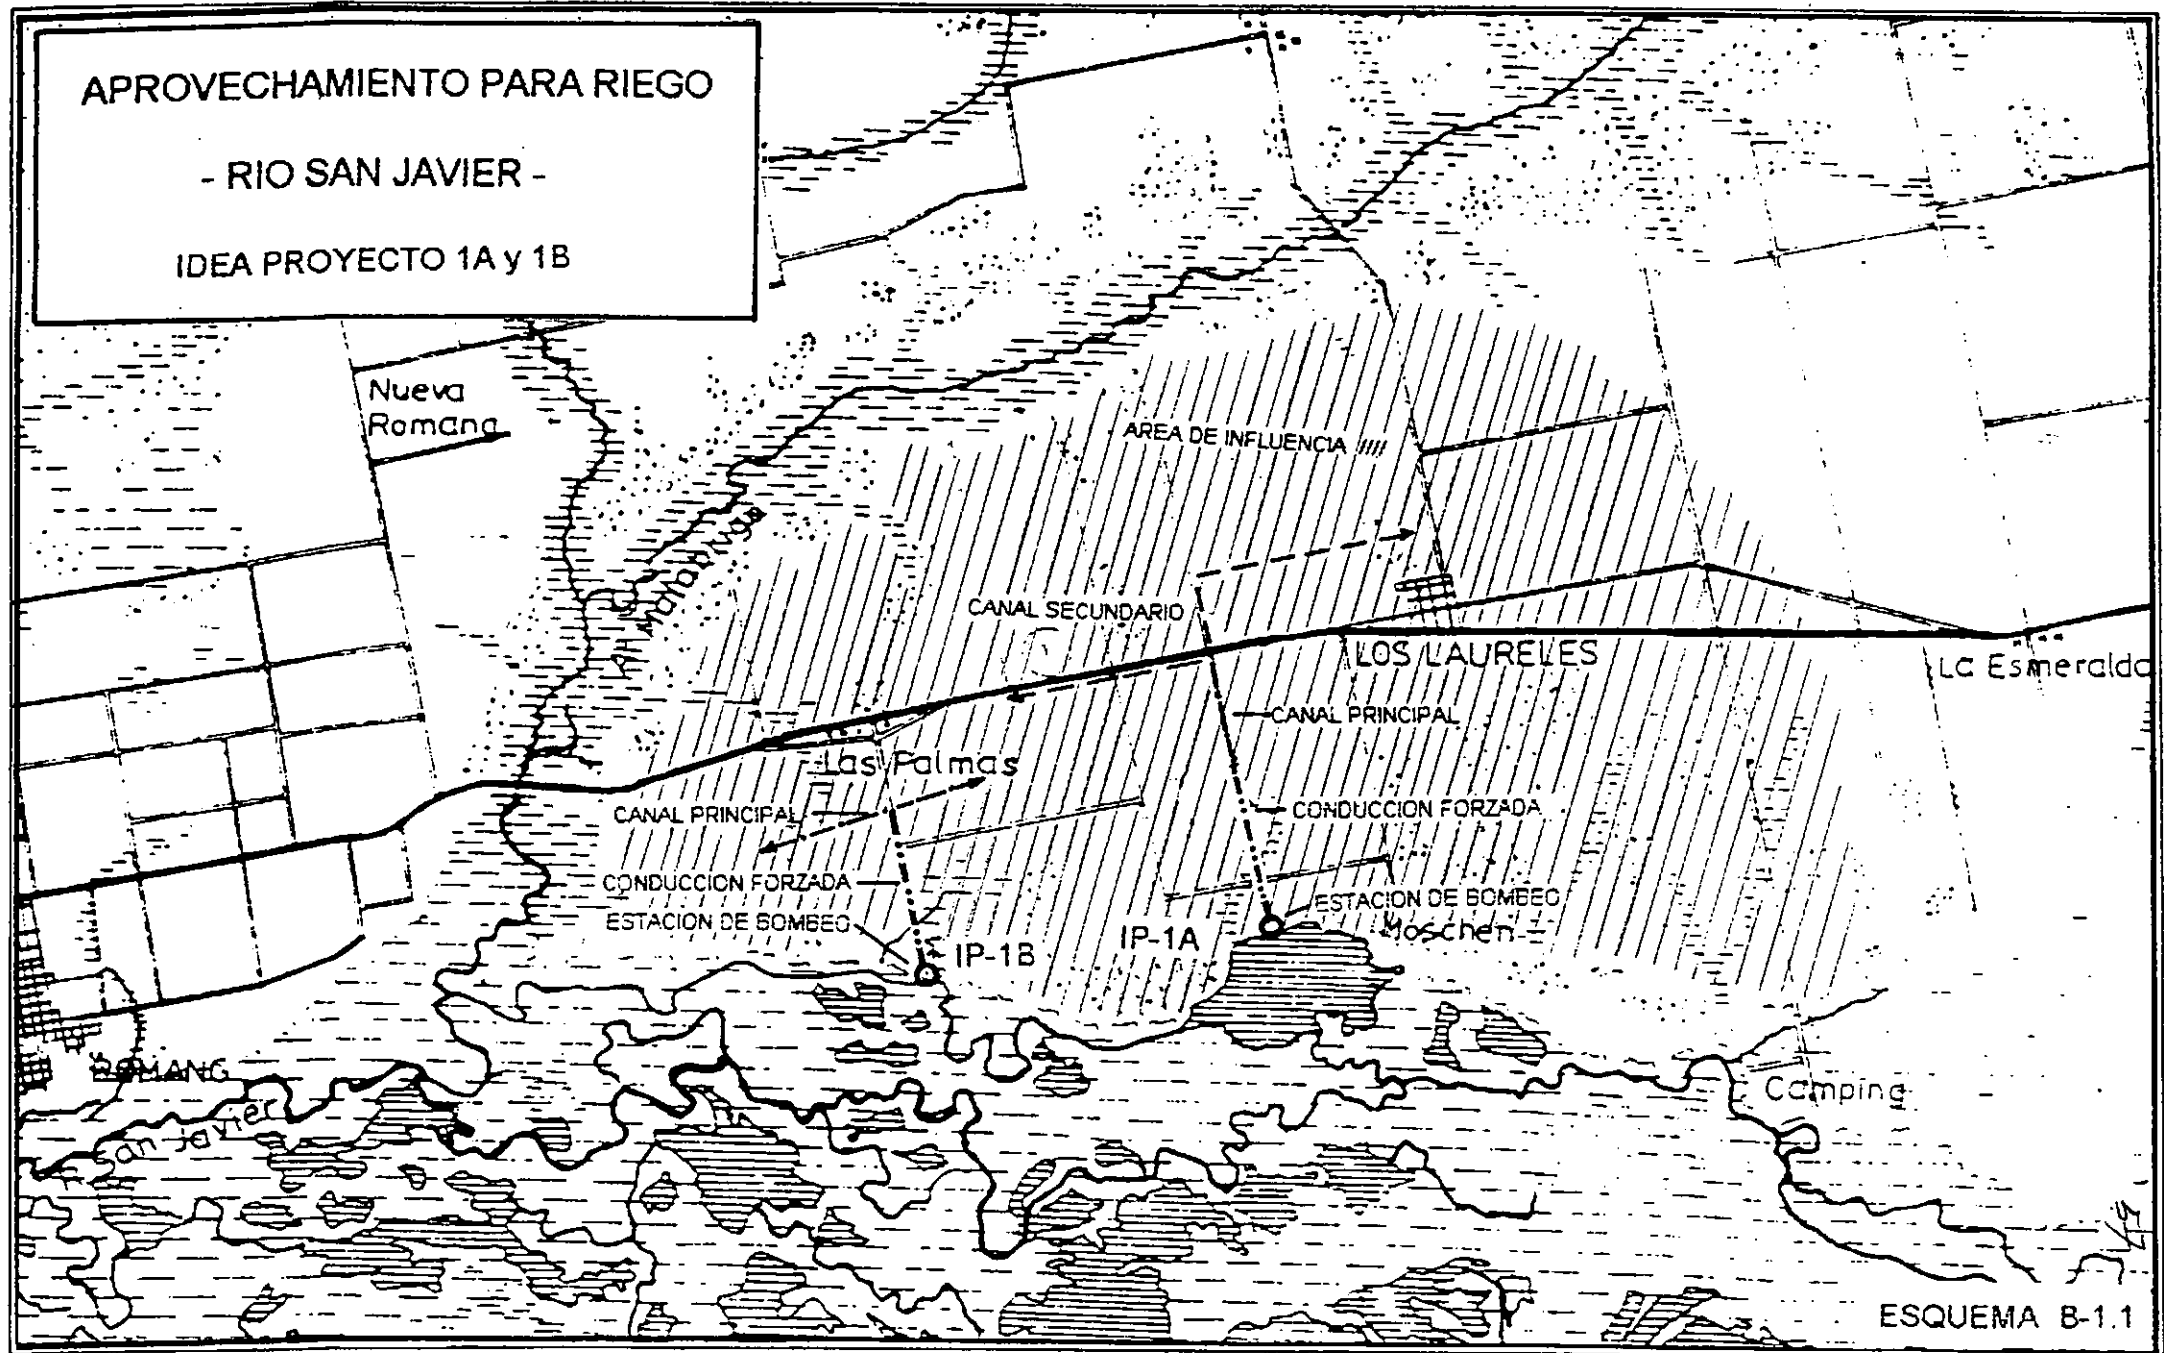 APROVECHAMIENTO PARA RIEGO
- RIO SAN JAVIER -
IDEA PROYECTO 1A y 1B
Nueva
Romana
AREA DE INFLUENCIA
CANAL SECUNDARIO
LOS LAURELES
La Esmeralda
CANAL PRINCIPAL
Las Palmas
CANAL PRINCIPAL
CONDUCCION FORZADA
CONDUCCION FORZADA
ESTACION DE BOMBEO
ESTACION DE BOMBEO
IP-1B
IP-1A
Moschen
ROMANG
San javier
Camping
ESQUEMA B-1.1